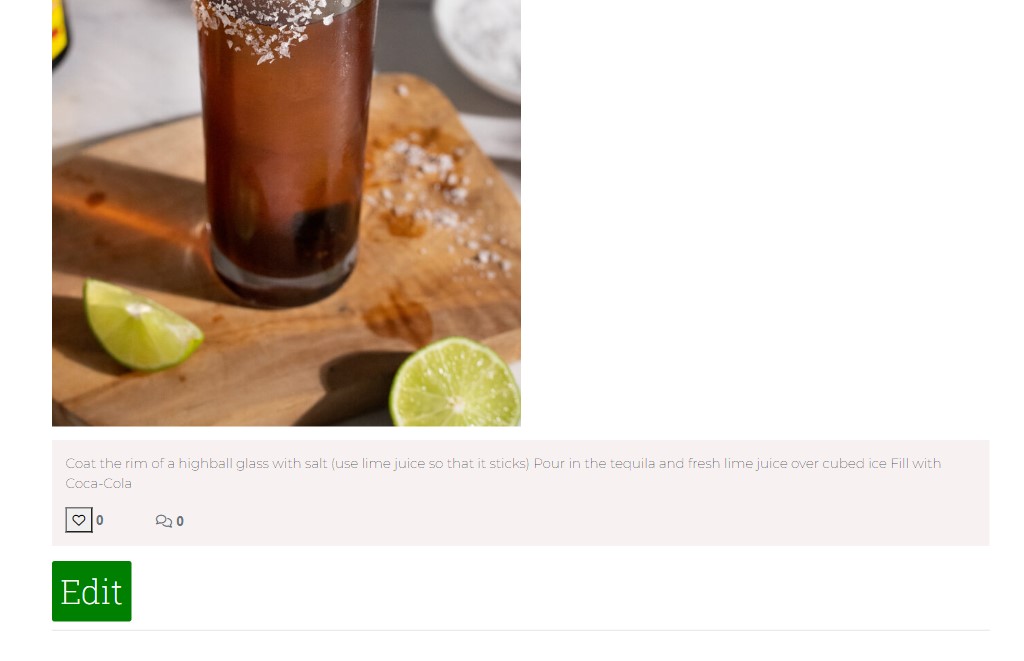 Coat the rim of a highball glass with salt (use lime juice so that it sticks) Pour in the tequila and fresh lime juice over cubed ice Fill with
Coca-Cola
0 0
Edit